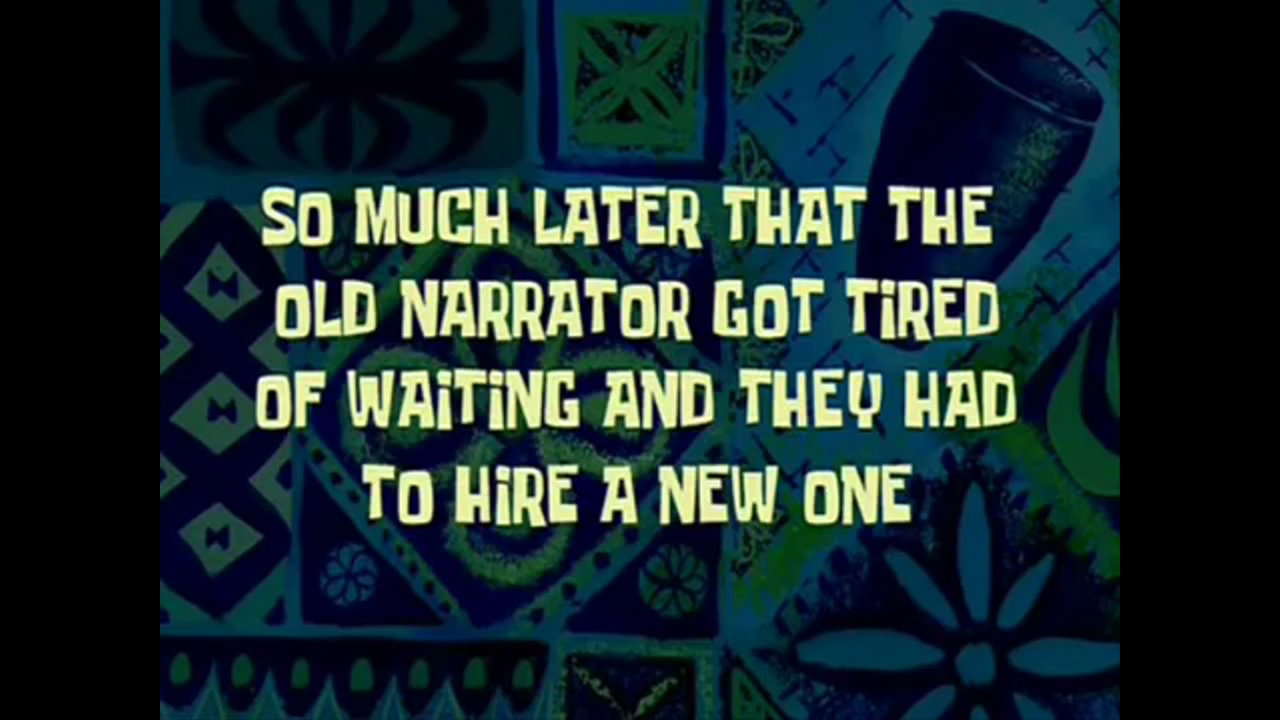 SO MUCH LATER THAT THE
OLD NARRATOR GOT TiRED
OF WAiTiNG AND THEY HAD
TO HiRE A NEW ONE